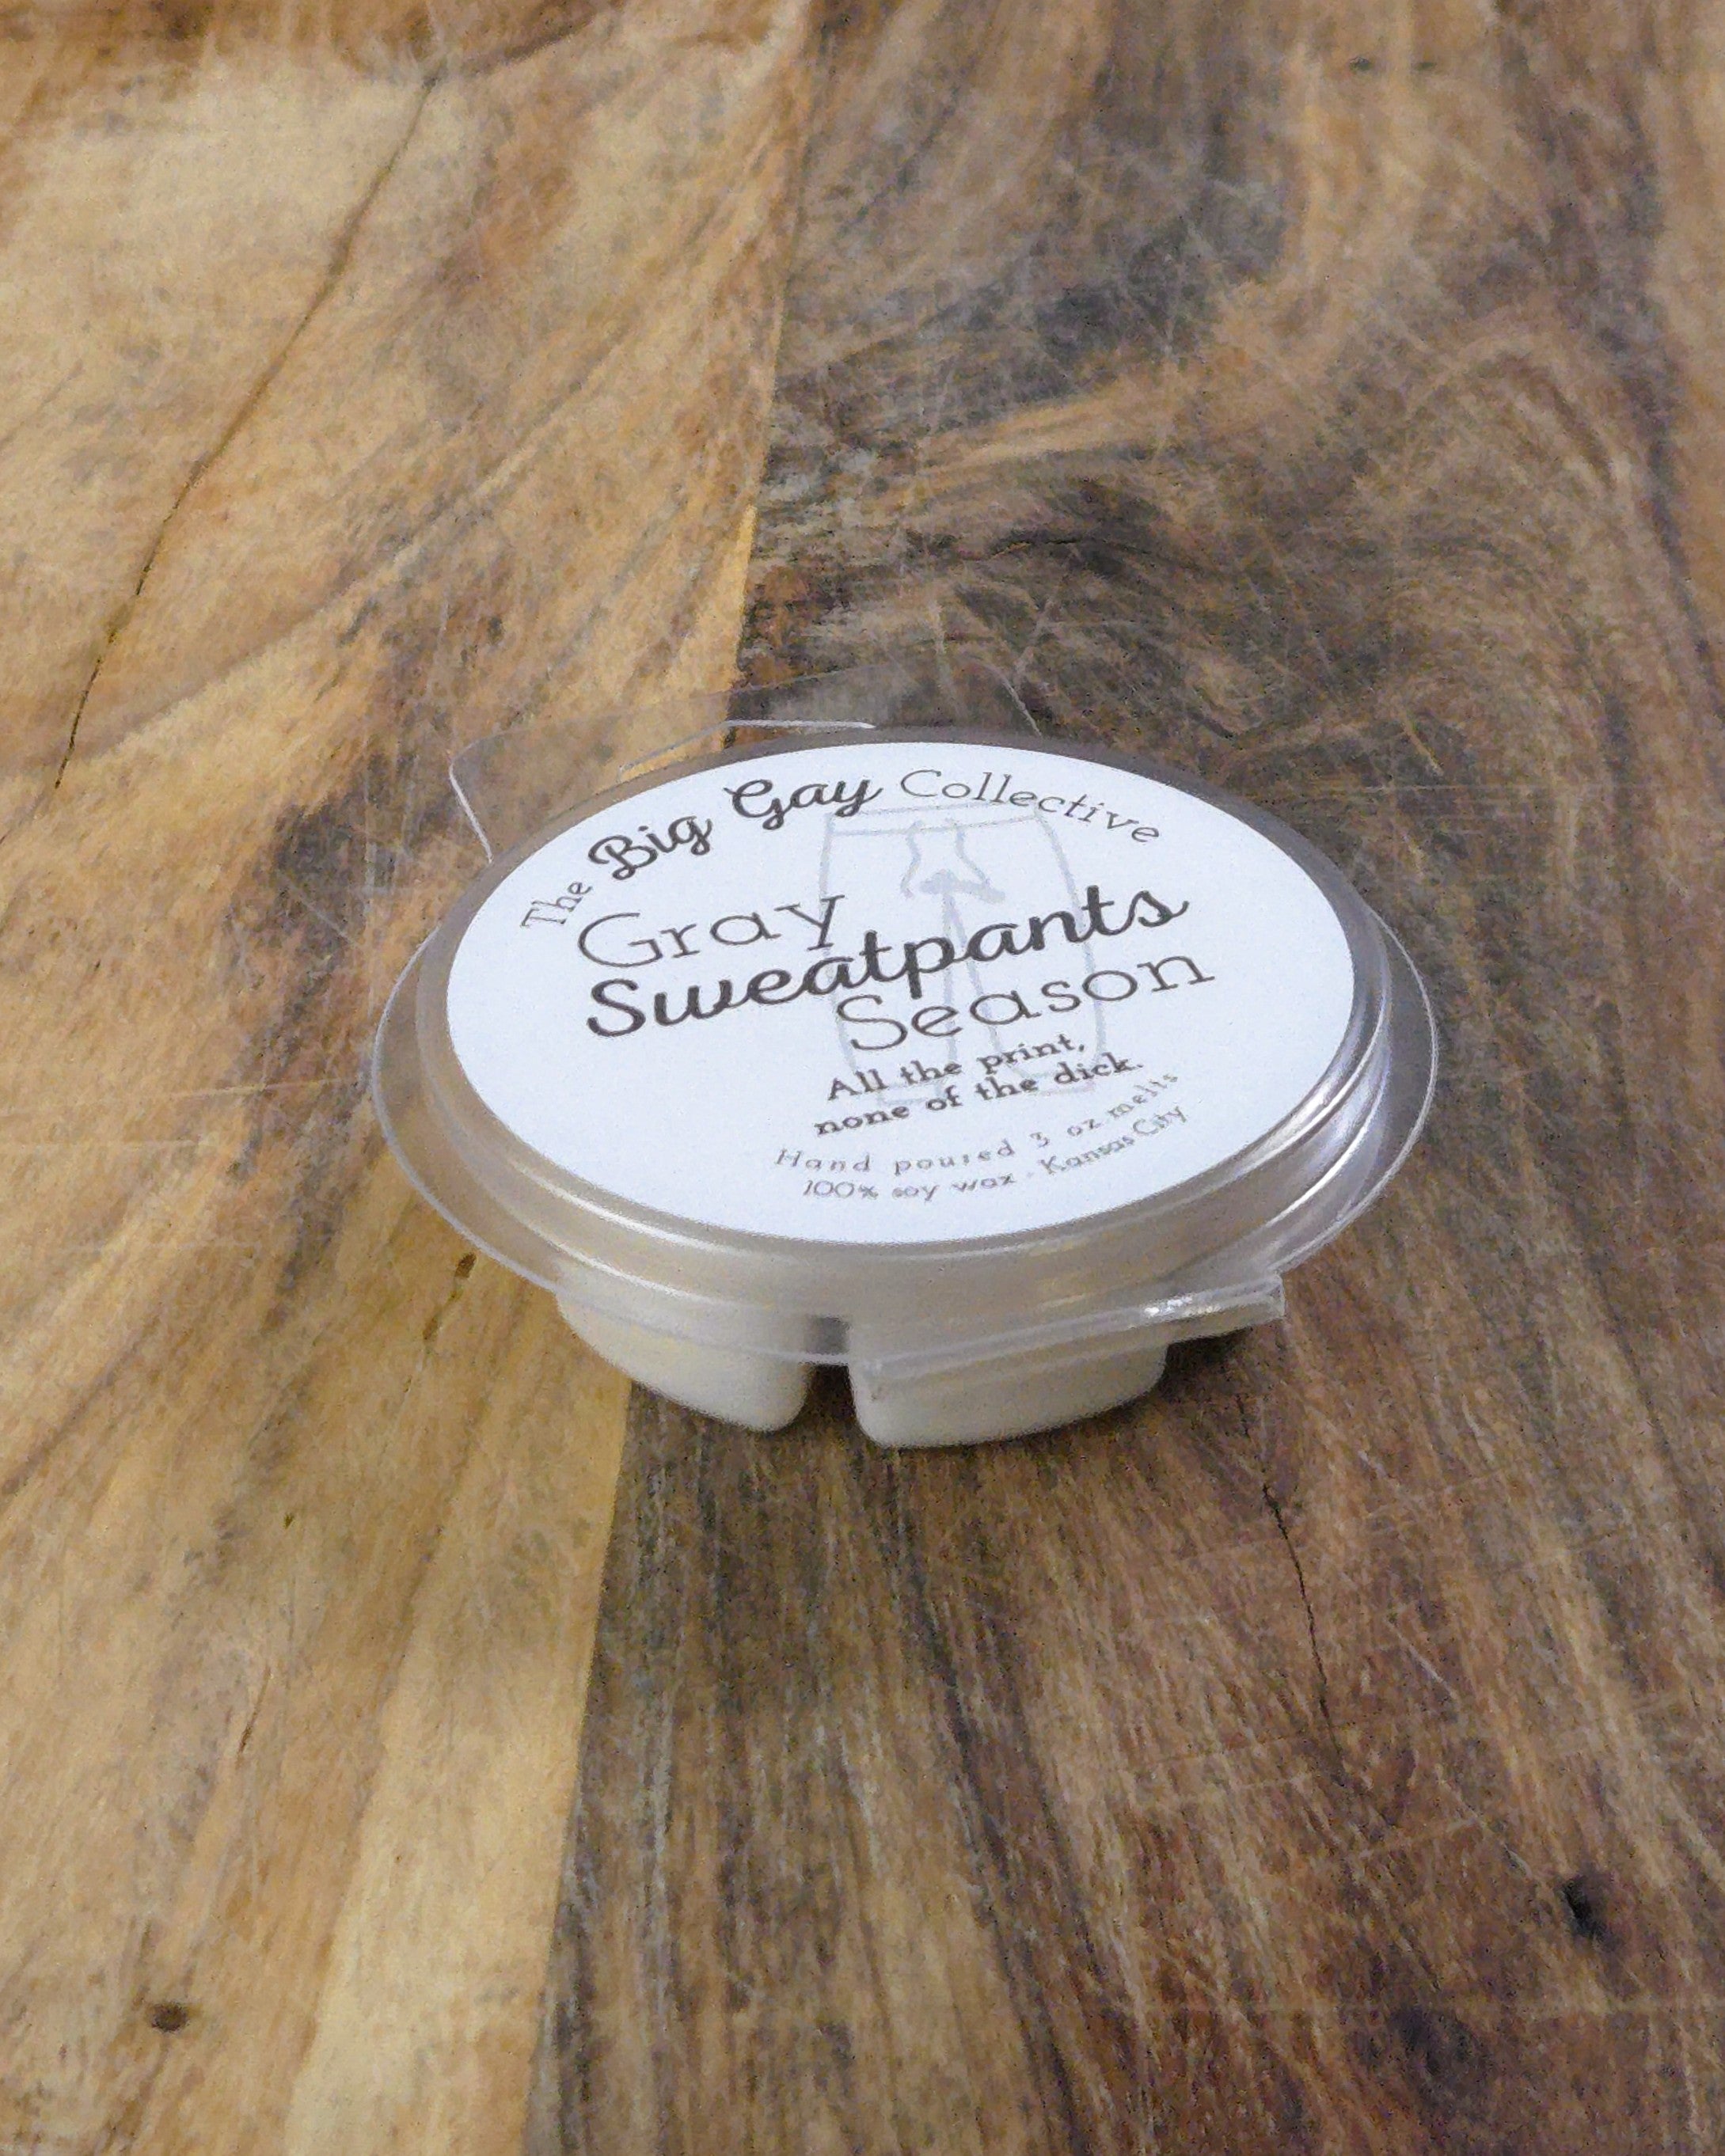 The Big Gay Collective
Gray
Sweatpants
Season
All the print,
none of the dick.
Hand poured 3 oz melts
100% soy wax · Kansas City